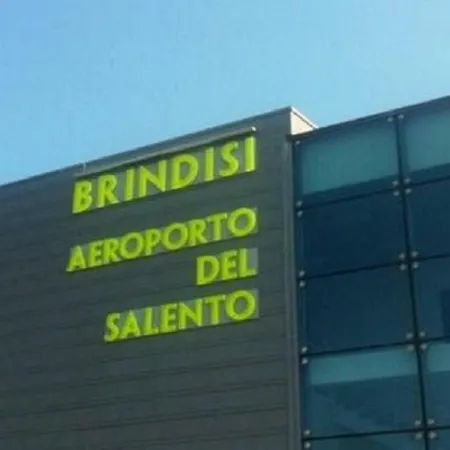 BRINDISI
AEROPORTO
DEL
SALENTO